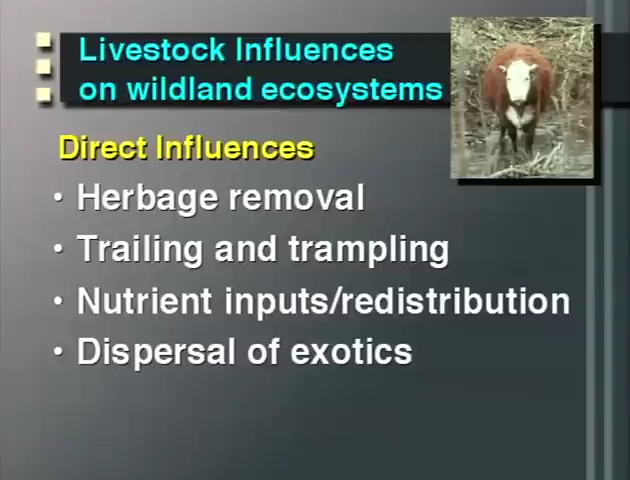 Livestock Influences
on wildland ecosystems
Direct Influences
• Herbage removal
• Trailing and trampling
• Nutrient inputs/redistribution
• Dispersal of exotics